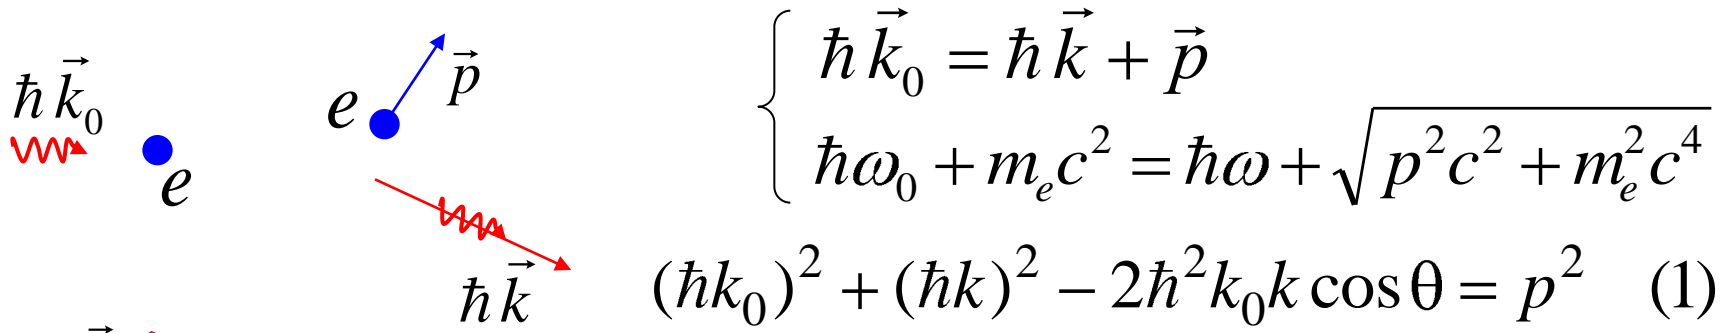 ħk⃗₀
e
e
p⃗
ħk⃗
ħk⃗₀ = ħk⃗ + p⃗
ħω₀ + mₑc² = ħω + √(p²c² + mₑ²c⁴)
(ħk₀)² + (ħk)² − 2ħ²k₀k cos θ = p² (1)